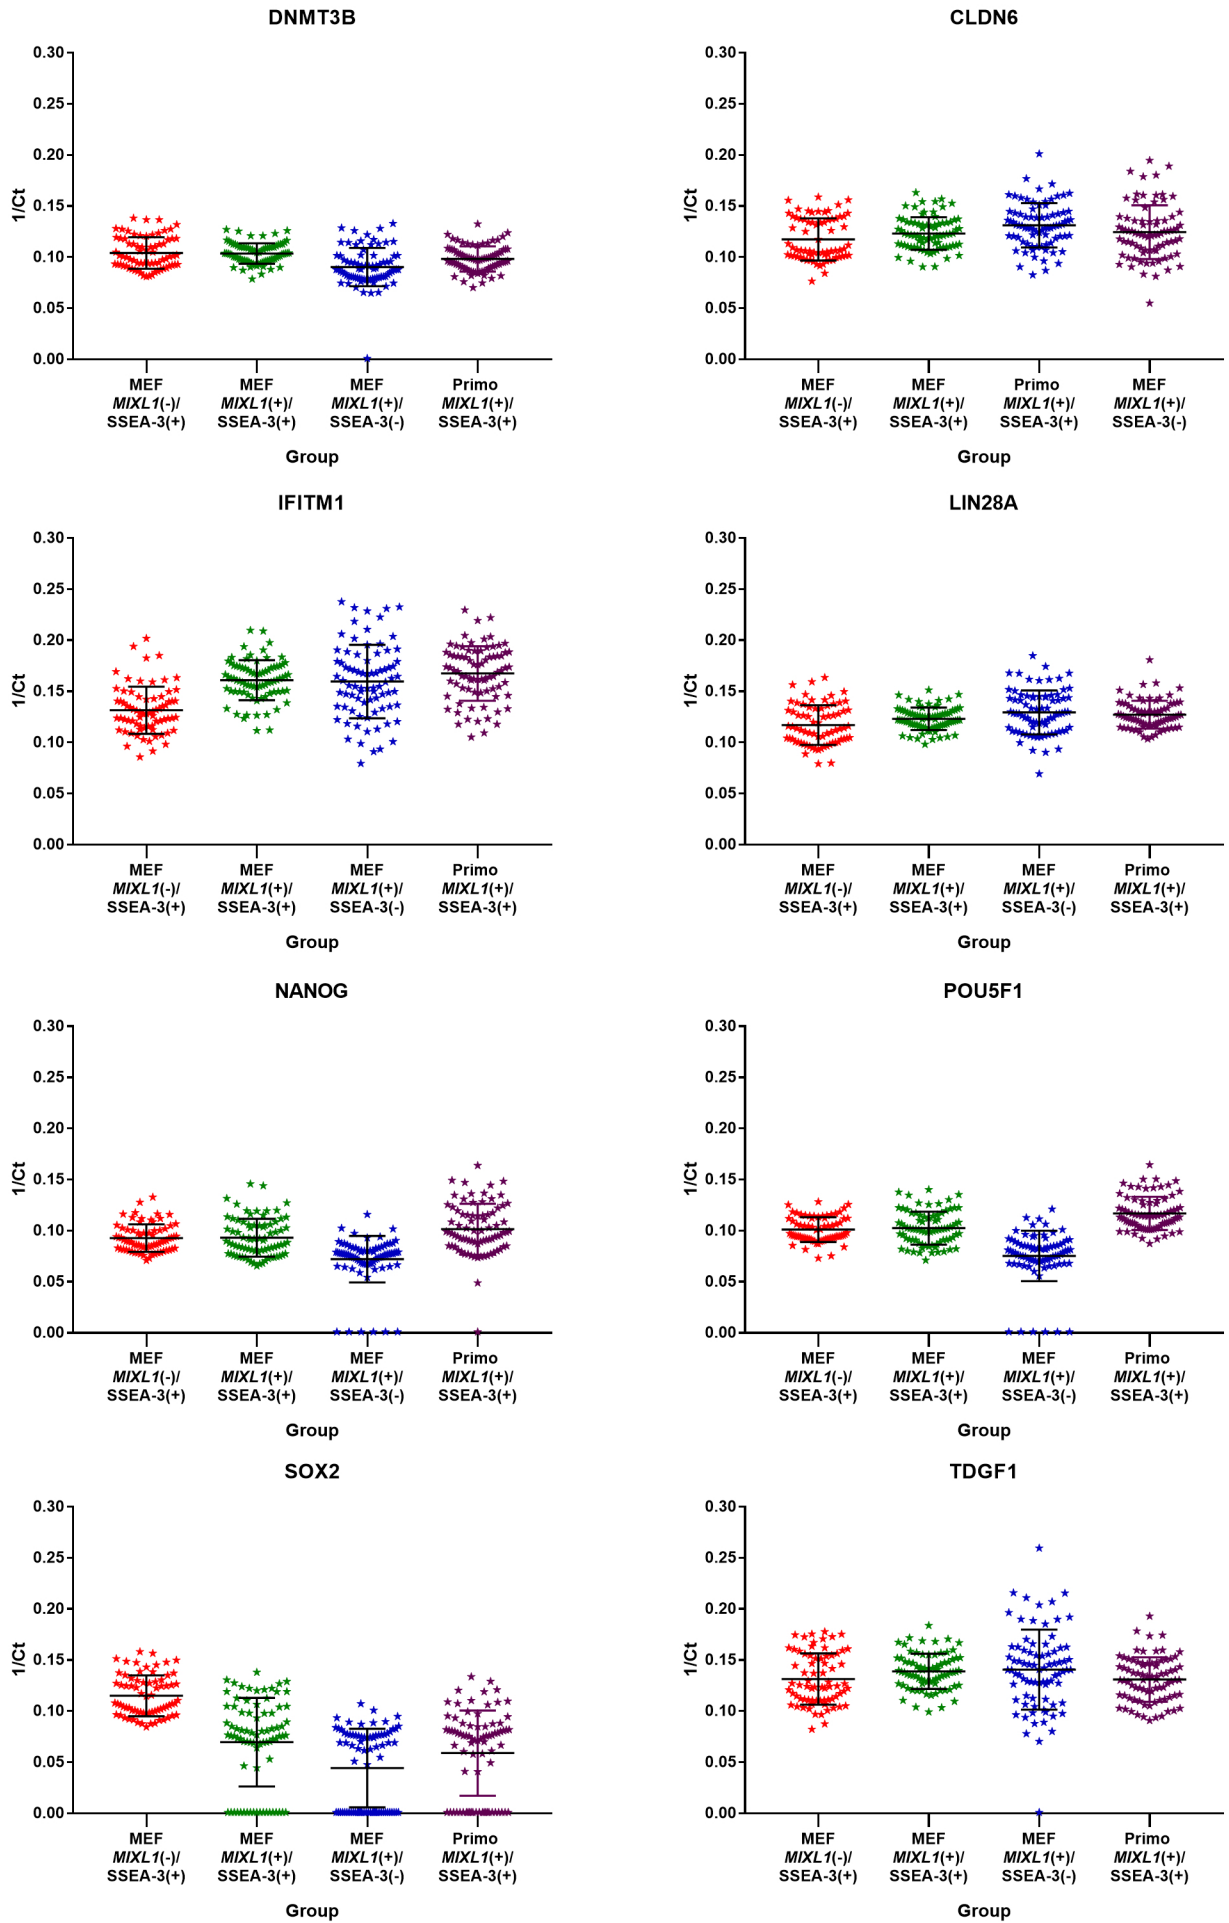 DNMT3B
0.30
0.25
0.20
0.15
0.10
0.05
0.00
1/Ct
MEF MEF MEF Primo
MIXL1(-)/ MIXL1(+)/ MIXL1(+)/ MIXL1(+)/
SSEA-3(+) SSEA-3(+) SSEA-3(-) SSEA-3(+)
Group
CLDN6
0.30
0.25
0.20
0.15
0.10
0.05
0.00
1/Ct
MEF MEF Primo MEF
MIXL1(-)/ MIXL1(+)/ MIXL1(+)/ MIXL1(+)/
SSEA-3(+) SSEA-3(+) SSEA-3(+) SSEA-3(-)
Group
IFITM1
0.30
0.25
0.20
0.15
0.10
0.05
0.00
1/Ct
MEF MEF MEF Primo
MIXL1(-)/ MIXL1(+)/ MIXL1(+)/ MIXL1(+)/
SSEA-3(+) SSEA-3(+) SSEA-3(-) SSEA-3(+)
Group
LIN28A
0.30
0.25
0.20
0.15
0.10
0.05
0.00
1/Ct
MEF MEF MEF Primo
MIXL1(-)/ MIXL1(+)/ MIXL1(+)/ MIXL1(+)/
SSEA-3(+) SSEA-3(+) SSEA-3(-) SSEA-3(+)
Group
NANOG
0.30
0.25
0.20
0.15
0.10
0.05
0.00
1/Ct
MEF MEF MEF Primo
MIXL1(-)/ MIXL1(+)/ MIXL1(+)/ MIXL1(+)/
SSEA-3(+) SSEA-3(+) SSEA-3(-) SSEA-3(+)
Group
POU5F1
0.30
0.25
0.20
0.15
0.10
0.05
0.00
1/Ct
MEF MEF MEF Primo
MIXL1(-)/ MIXL1(+)/ MIXL1(+)/ MIXL1(+)/
SSEA-3(+) SSEA-3(+) SSEA-3(-) SSEA-3(+)
Group
SOX2
0.30
0.25
0.20
0.15
0.10
0.05
0.00
1/Ct
MEF MEF MEF Primo
MIXL1(-)/ MIXL1(+)/ MIXL1(+)/ MIXL1(+)/
SSEA-3(+) SSEA-3(+) SSEA-3(-) SSEA-3(+)
Group
TDGF1
0.30
0.25
0.20
0.15
0.10
0.05
0.00
1/Ct
MEF MEF MEF Primo
MIXL1(-)/ MIXL1(+)/ MIXL1(+)/ MIXL1(+)/
SSEA-3(+) SSEA-3(+) SSEA-3(-) SSEA-3(+)
Group